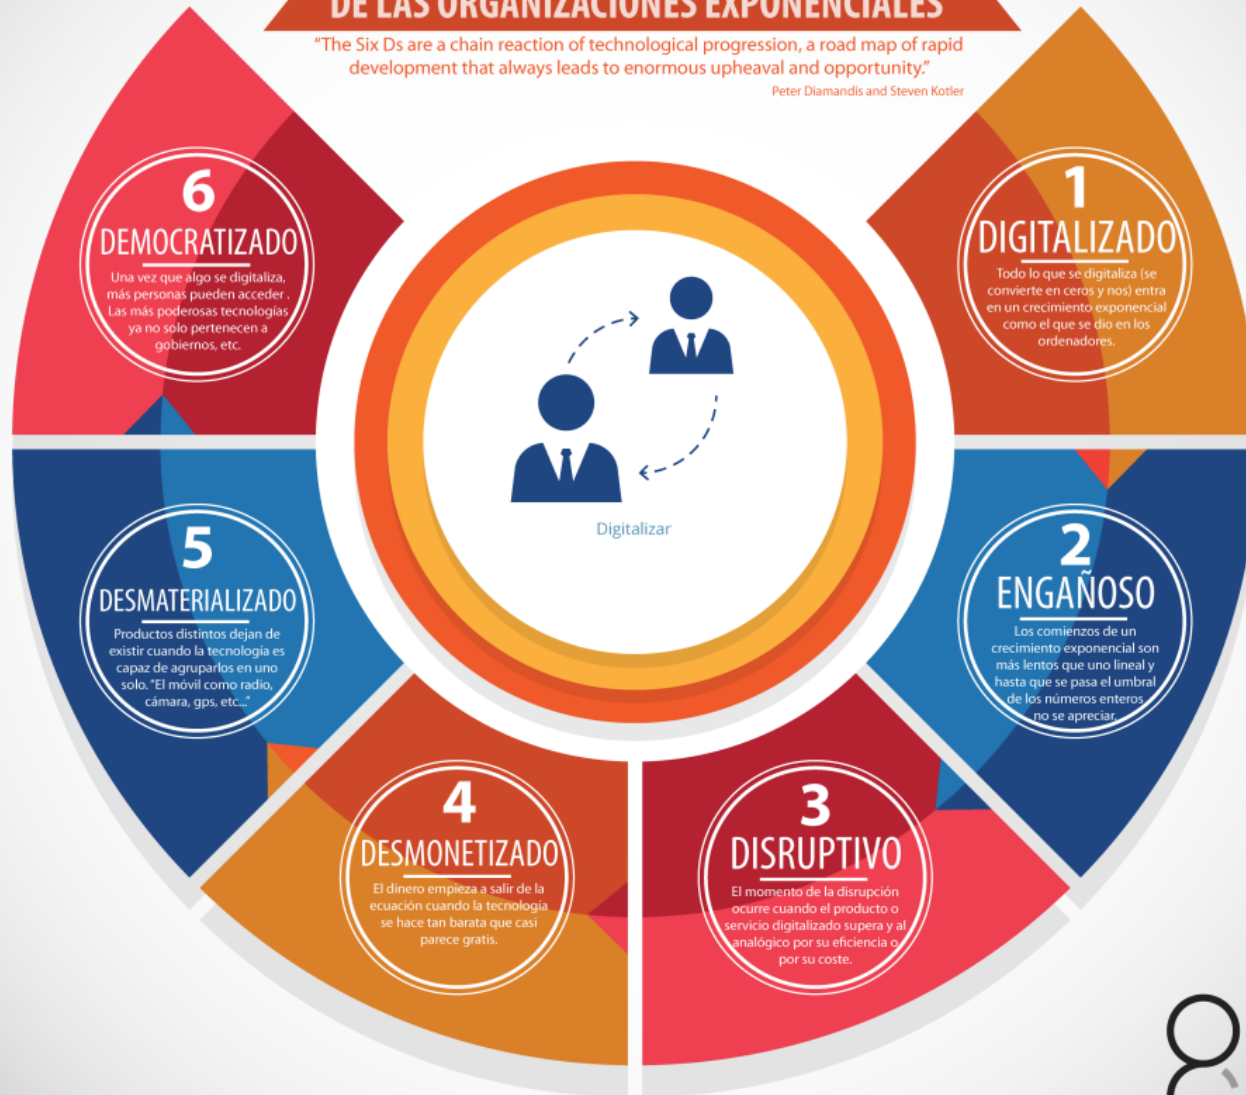 DE LAS ORGANIZACIONES EXPONENCIALES
“The Six Ds are a chain reaction of technological progression, a road map of rapid
development that always leads to enormous upheaval and opportunity.”
Peter Diamandis and Steven Kotler
1
DIGITALIZADO
Todo lo que se digitaliza (se
convierte en ceros y nos) entra
en un crecimiento exponencial
como el que se dio en los
ordenadores.
2
ENGAÑOSO
Los comienzos de un
crecimiento exponencial son
más lentos que uno lineal y
hasta que se pasa el umbral
de los números enteros
no se apreciar.
3
DISRUPTIVO
El momento de la disrupción
ocurre cuando el producto o
servicio digitalizado supera y al
analógico por su eficiencia o
por su coste.
4
DESMONETIZADO
El dinero empieza a salir de la
ecuación cuando la tecnología
se hace tan barata que casi
parece gratis.
5
DESMATERIALIZADO
Productos distintos dejan de
existir cuando la tecnología es
capaz de agruparlos en uno
solo. “El móvil como radio,
cámara, gps, etc...”
6
DEMOCRATIZADO
Una vez que algo se digitaliza,
más personas pueden acceder .
Las más poderosas tecnologías
ya no solo pertenecen a
gobiernos, etc.
Digitalizar